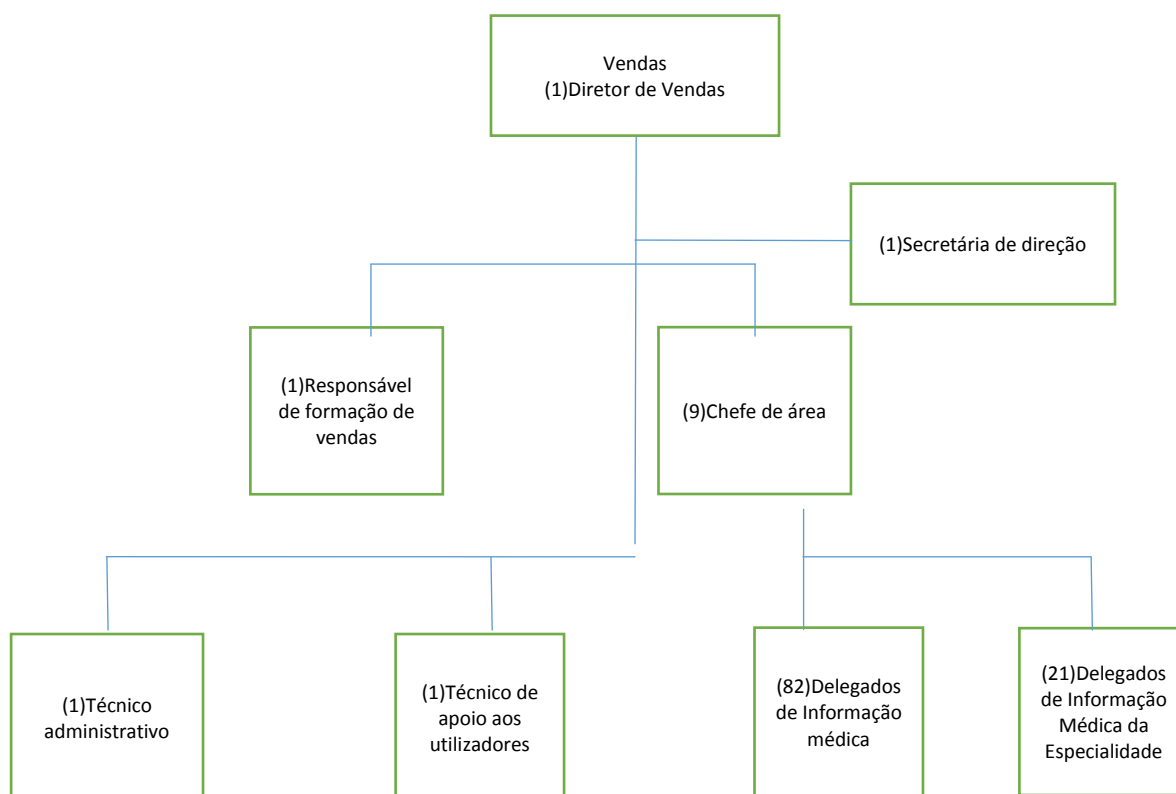 Vendas
(1)Diretor de Vendas
(1)Secretária de direção
(1)Responsável
de formação de
vendas
(9)Chefe de área
(1)Técnico
administrativo
(1)Técnico de
apoio aos
utilizadores
(82)Delegados
de Informação
médica
(21)Delegados
de Informação
Médica da
Especialidade